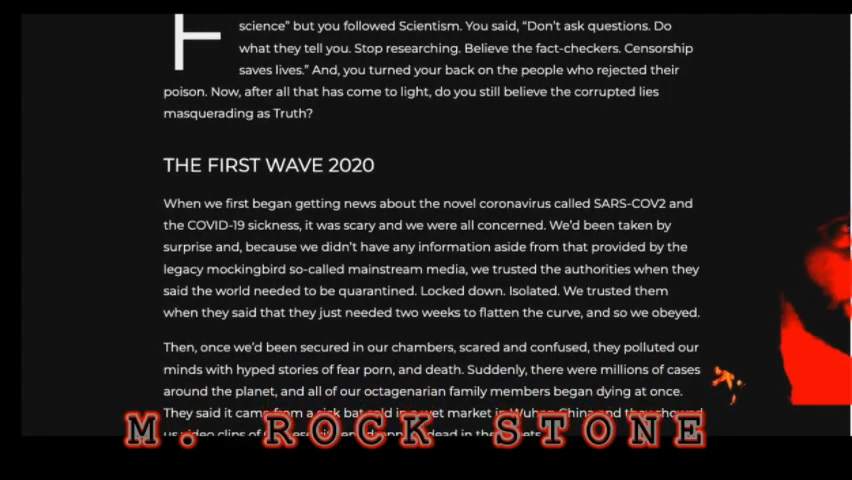 science” but you followed Scientism. You said, “Don’t ask questions. Do
what they tell you. Stop researching. Believe the fact-checkers. Censorship
saves lives.” And, you turned your back on the people who rejected their
poison. Now, after all that has come to light, do you still believe the corrupted lies
masquerading as Truth?
THE FIRST WAVE 2020
When we first began getting news about the novel coronavirus called SARS-COV2 and
the COVID-19 sickness, it was scary and we were all concerned. We’d been taken by
surprise and, because we didn’t have any information aside from that provided by the
legacy mockingbird so-called mainstream media, we trusted the authorities when they
said the world needed to be quarantined. Locked down. Isolated. We trusted them
when they said that they just needed two weeks to flatten the curve, and so we obeyed.
Then, once we’d been secured in our chambers, scared and confused, they polluted our
minds with hyped stories of fear porn, and death. Suddenly, there were millions of cases
around the planet, and all of our octagenarian family members began dying at once.
They said it came from a sick bat sold in a wet market in Wuhan China and they showed
us video clips of dead in the
M. ROCK STONE